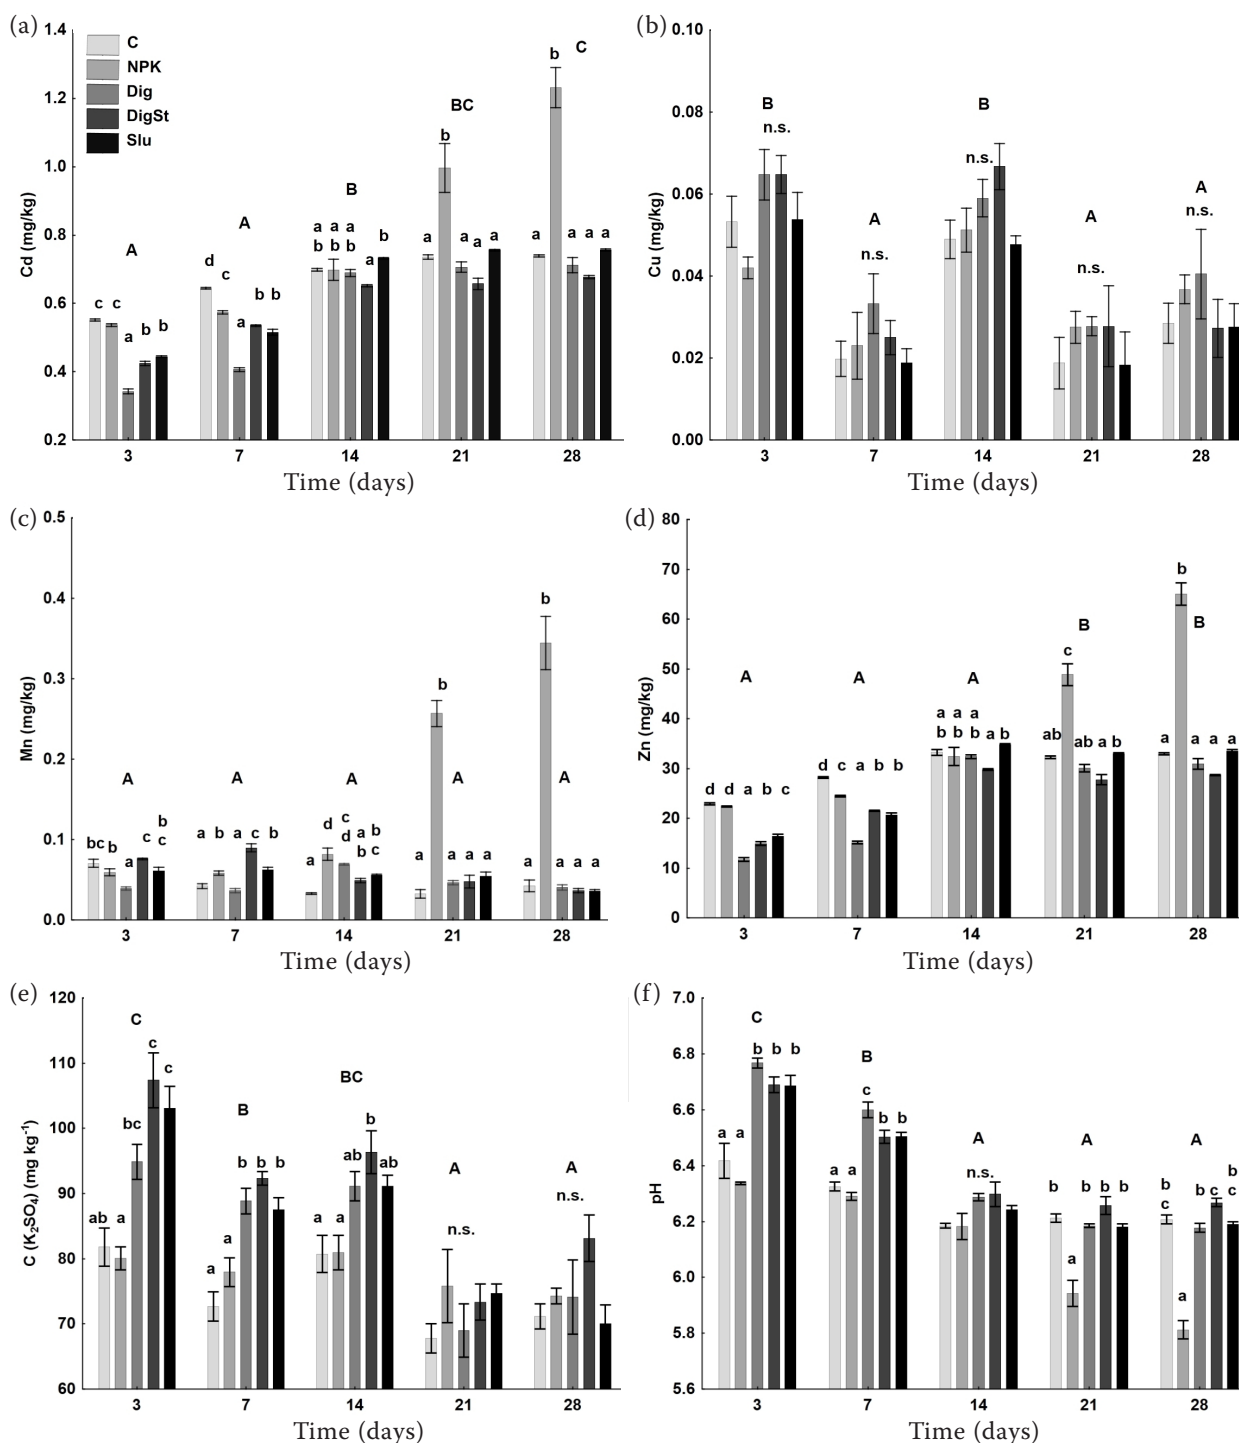 (a)
1.4
1.2
1.0
0.8
0.6
0.4
0.2
Cd (mg/kg)
C
NPK
Dig
DigSt
Slu
A
A
B
BC
C
c c a b b
d c a b b
a a a a b
b b b
a b a a a
a b a a a
3 7 14 21 28
Time (days)
(b)
0.10
0.08
0.06
0.04
0.02
0.00
Cu (mg/kg)
B
n.s.
A
n.s.
B
n.s.
A
n.s.
A
n.s.
3 7 14 21 28
Time (days)
(c)
0.5
0.4
0.3
0.2
0.1
0.0
Mn (mg/kg)
A
A
A
A
A
bc b a c b
c
a b a c b
a d c a b
d b c
a b a a a
a b a a a
3 7 14 21 28
Time (days)
(d)
80
70
60
50
40
30
20
10
0
Zn (mg/kg)
A
A
A
B
B
d d a b c
d c a b b
a a a a b
b b b
ab c ab a b
a b a a a
3 7 14 21 28
Time (days)
(e)
120
110
100
90
80
70
60
C (K₂SO₄) (mg kg⁻¹)
C
B
BC
A
A
ab a bc c c
a a b b b
a a ab b ab
n.s.
n.s.
3 7 14 21 28
Time (days)
(f)
7.0
6.8
6.6
6.4
6.2
6.0
5.8
5.6
pH
C
B
A
A
A
a a b b b
a a c b b
n.s.
b a b b b
b a b b b
c c c
3 7 14 21 28
Time (days)